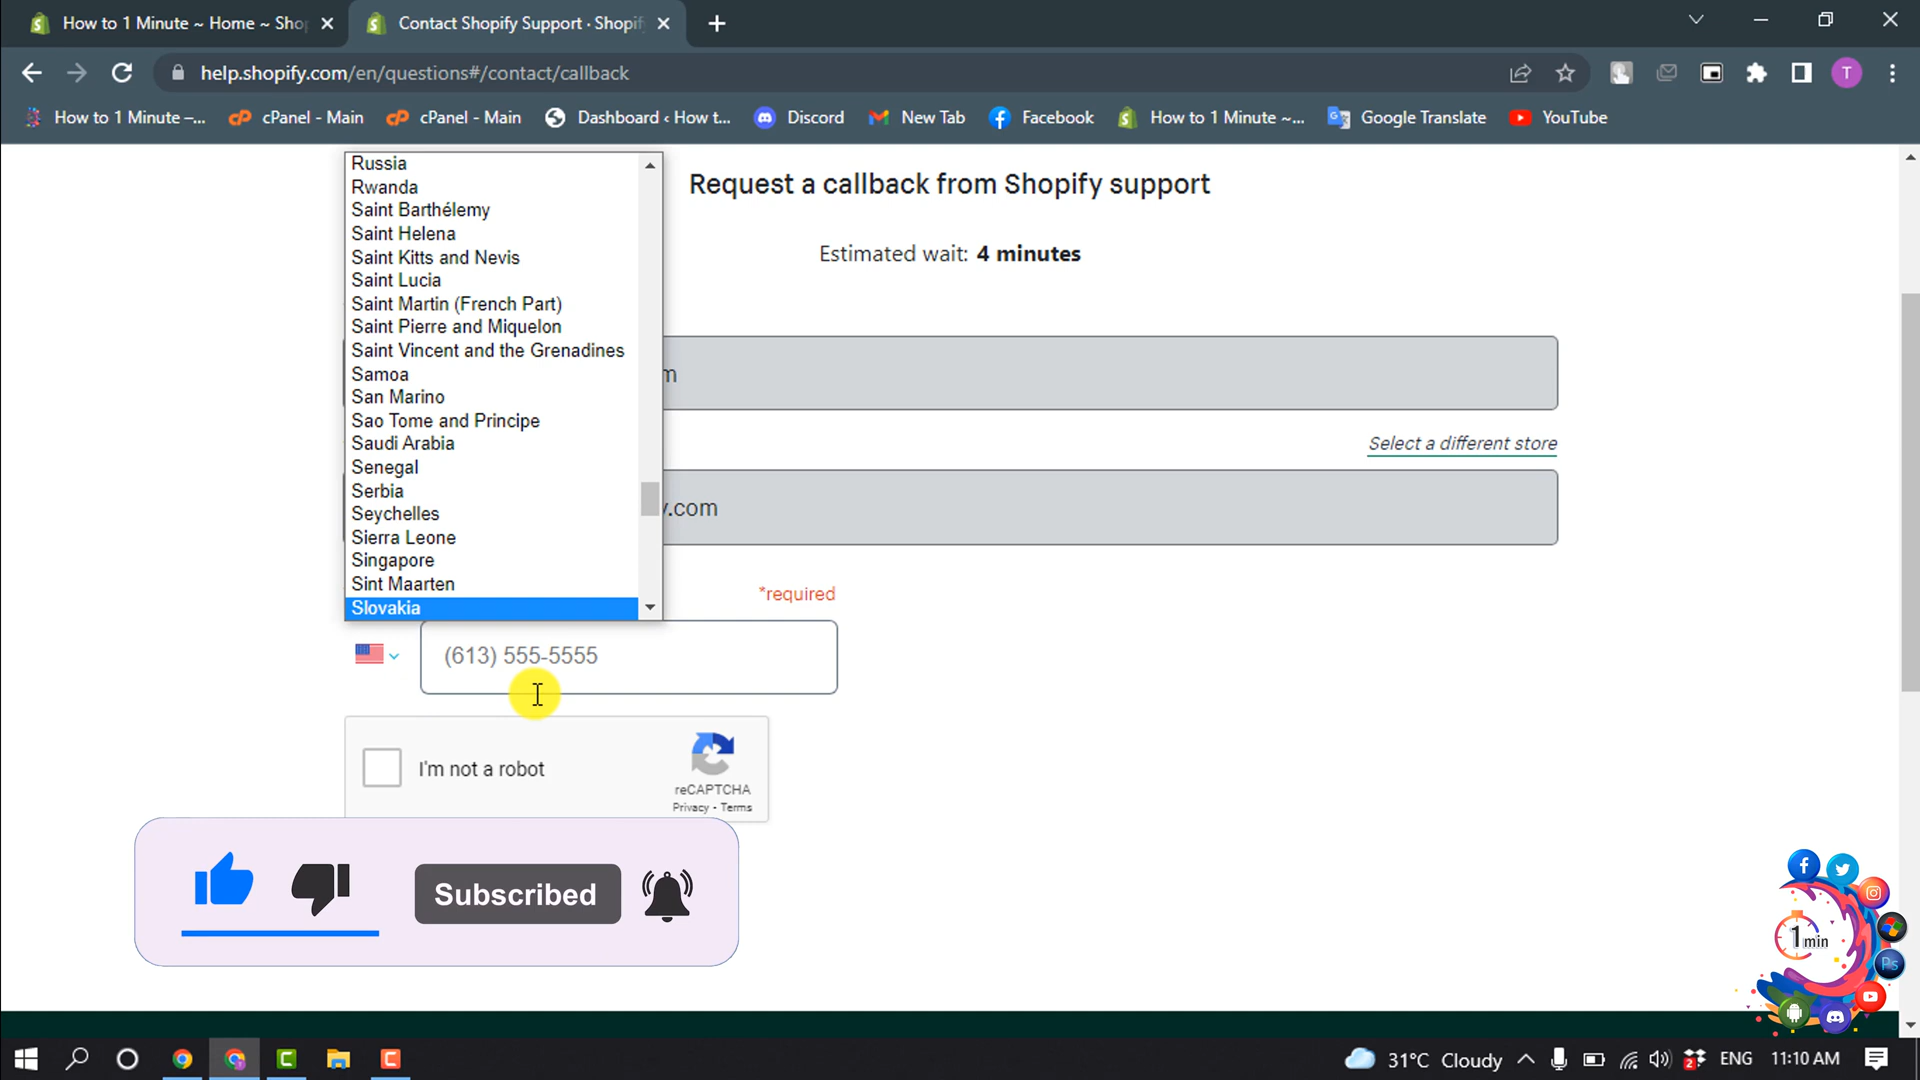 How to 1 Minute ~ Home ~ Sho
Contact Shopify Support · Shopif
help.shopify.com/en/questions#/contact/callback
T
How to 1 Minute –...
cPanel - Main
cPanel - Main
Dashboard ‹ How t...
Discord
New Tab
Facebook
How to 1 Minute ~...
Google Translate
YouTube
Request a callback from Shopify support
Estimated wait: 4 minutes
Russia
Rwanda
Saint Barthélemy
Saint Helena
Saint Kitts and Nevis
Saint Lucia
Saint Martin (French Part)
Saint Pierre and Miquelon
Saint Vincent and the Grenadines
Samoa
San Marino
Sao Tome and Principe
Saudi Arabia
Senegal
Serbia
Seychelles
Sierra Leone
Singapore
Sint Maarten
Slovakia
m
Select a different store
y.com
*required
(613) 555-5555
I'm not a robot
reCAPTCHA
Privacy - Terms
Subscribed
1 min
Ps
31°C Cloudy
2
ENG
11:10 AM